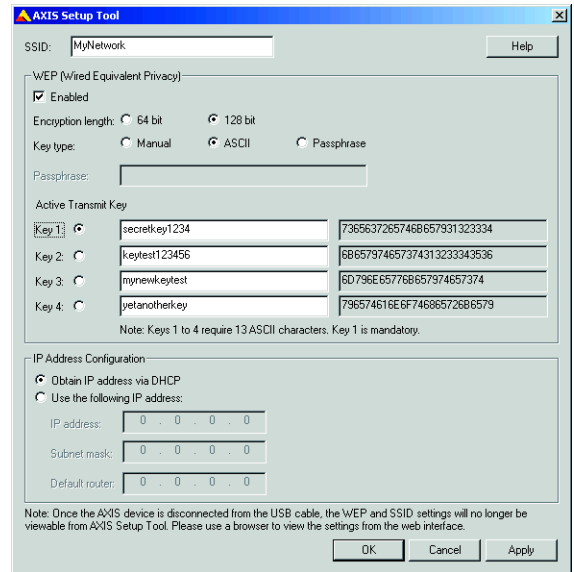 AXIS Setup Tool
SSID: MyNetwork Help
WEP (Wired Equivalent Privacy)
Enabled
Encryption length: 64 bit 128 bit
Key type: Manual ASCII Passphrase
Passphrase:
Active Transmit Key
Key 1: secretkey1234 7365637265746B657931323334
Key 2: keytest123456 6B657974657374313233343536
Key 3: mynewkeytest 6D796E65776B657974657374
Key 4: yetanotherkey 796574616E6F746865726B6579
Note: Keys 1 to 4 require 13 ASCII characters. Key 1 is mandatory.
IP Address Configuration
Obtain IP address via DHCP
Use the following IP address:
IP address: 0 . 0 . 0 . 0
Subnet mask: 0 . 0 . 0 . 0
Default router: 0 . 0 . 0 . 0
Note: Once the AXIS device is disconnected from the USB cable, the WEP and SSID settings will no longer be
viewable from AXIS Setup Tool. Please use a browser to view the settings from the web interface.
OK Cancel Apply